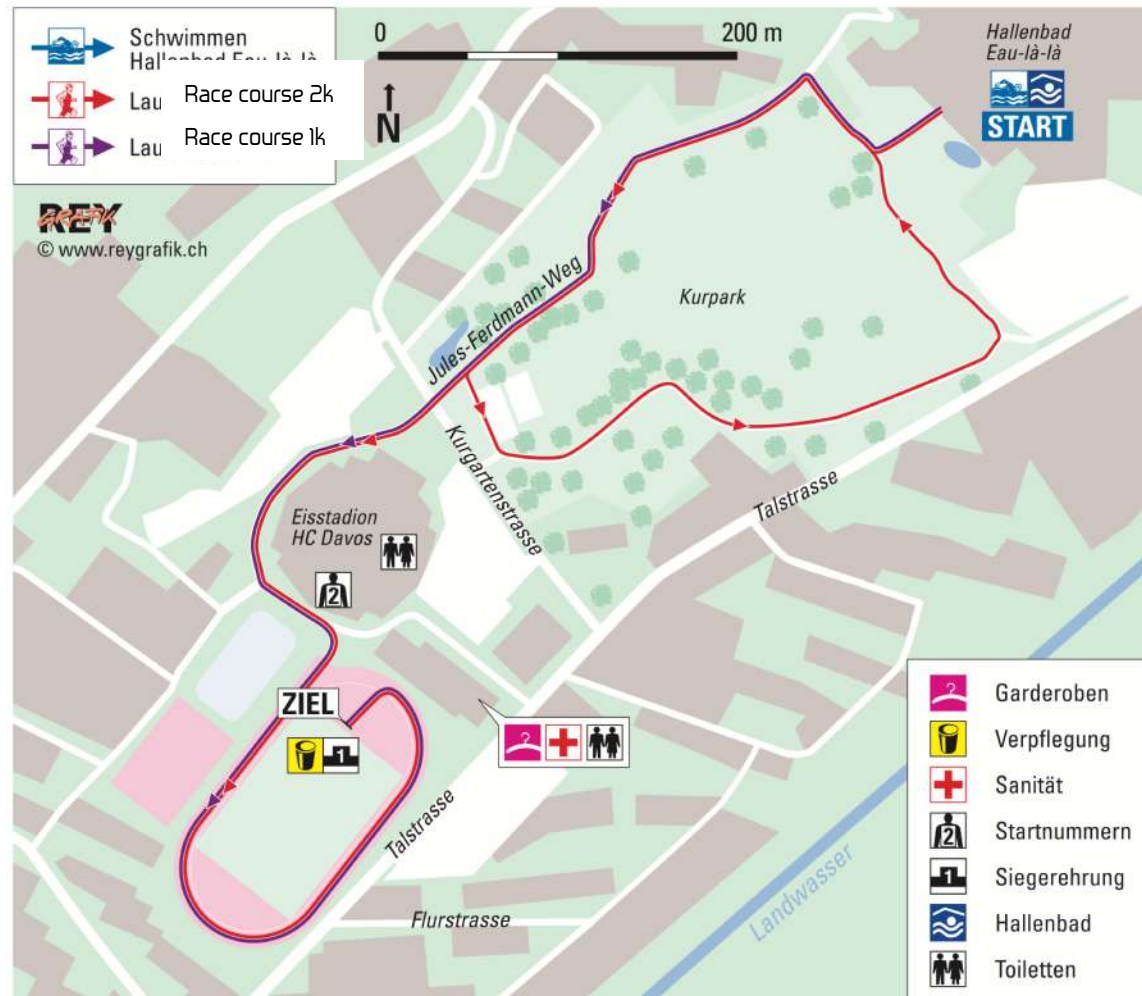 Schwimmen
Hallenbad Eau-là-là
Race course 2k
Race course 1k
0 200 m
N
REY
GRAFIK
© www.reygrafik.ch
Hallenbad
Eau-là-là
START
Jules-Ferdmann-Weg
Kurpark
Kurgartenstrasse
Talstrasse
Eisstadion
HC Davos
2
ZIEL
1
Talstrasse
Flurstrasse
Landwasser
Garderoben
Verpflegung
Sanität
2 Startnummern
1 Siegerehrung
Hallenbad
Toiletten